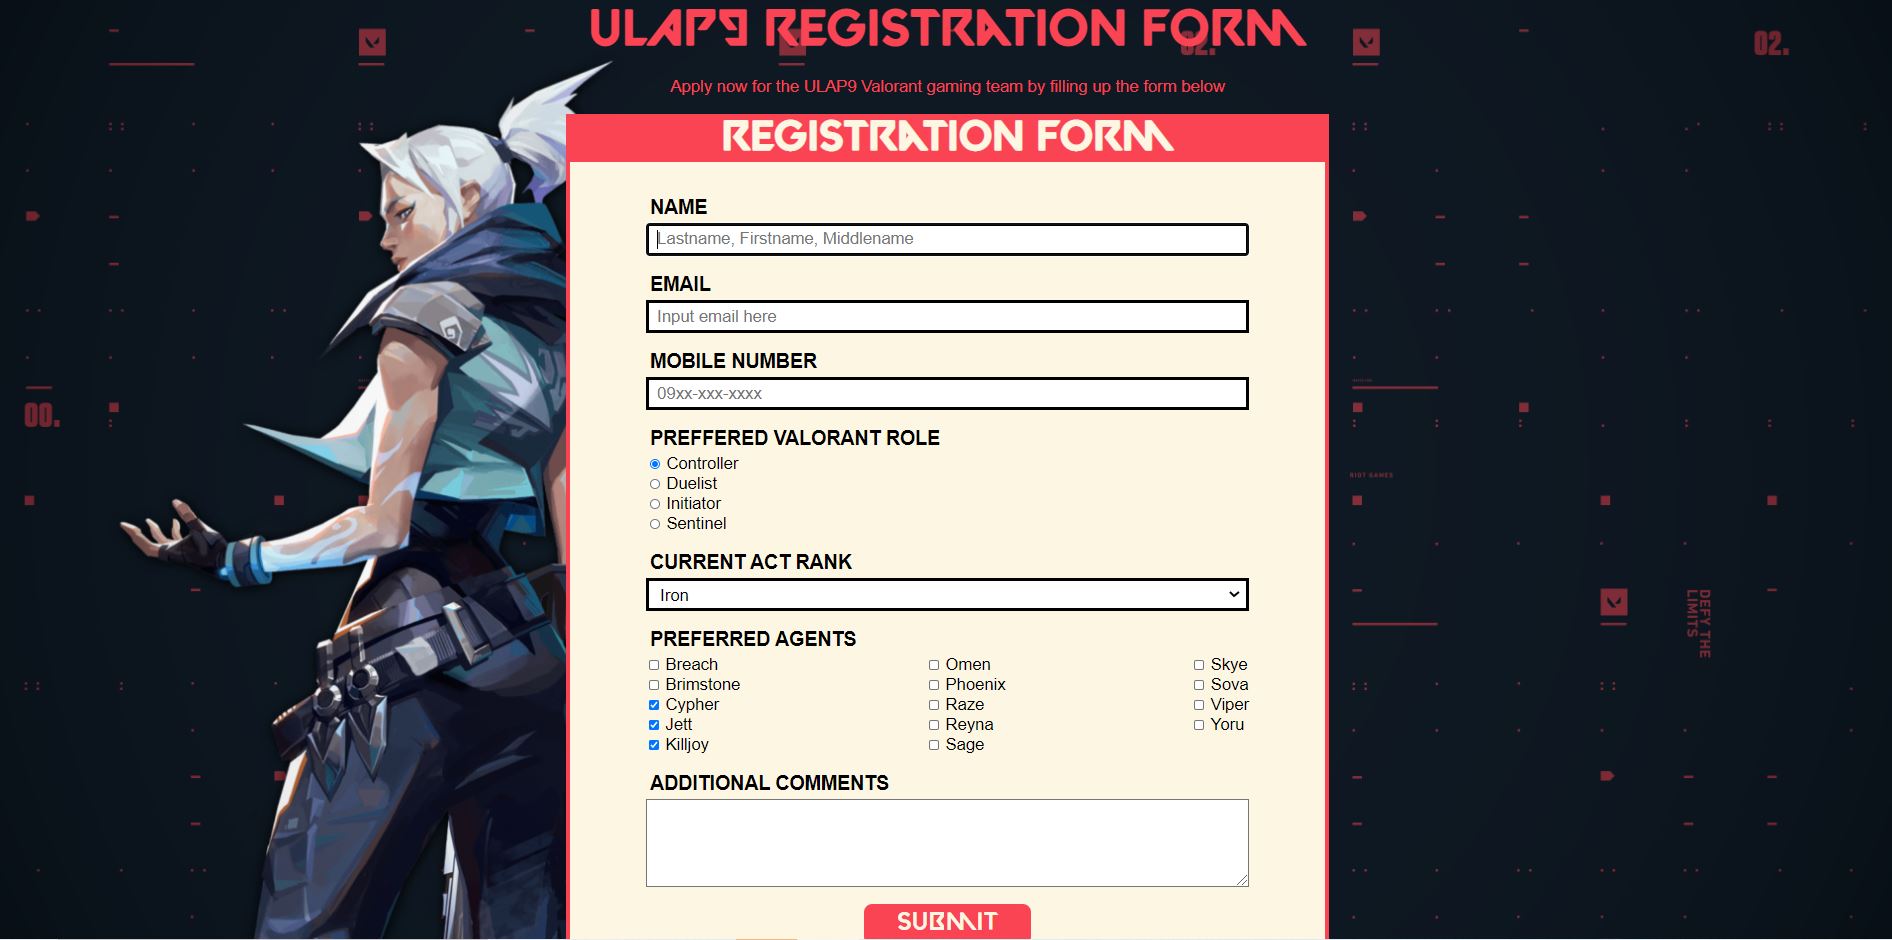 ULAP9 REGISTRATION FORM
02.
02.
Apply now for the ULAP9 Valorant gaming team by filling up the form below
REGISTRATION FORM
NAME
Lastname, Firstname, Middlename
EMAIL
Input email here
MOBILE NUMBER
09xx-xxx-xxxx
00.
PREFFERED VALORANT ROLE
Controller
Duelist
Initiator
Sentinel
RIOT GAMES
CURRENT ACT RANK
Iron
DEFY THE
LIMITS
PREFERRED AGENTS
Breach Omen Skye
Brimstone Phoenix Sova
Cypher Raze Viper
Jett Reyna Yoru
Killjoy Sage
ADDITIONAL COMMENTS
SUBMIT